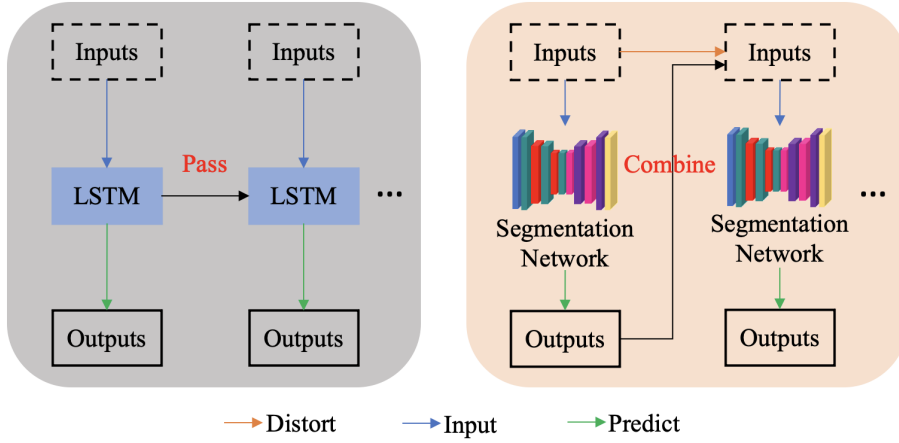 Inputs
Inputs
Pass
LSTM
LSTM
...
Outputs
Outputs
Inputs
Inputs
Combine
Segmentation
Network
Segmentation
Network
...
Outputs
Outputs
Distort
Input
Predict